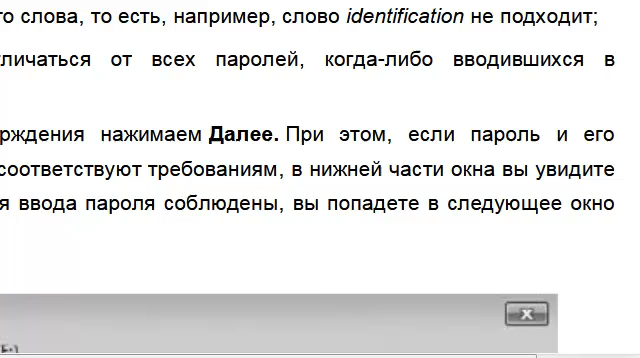 то слова, то есть, например, слово identification не подходит;
тличаться от всех паролей, когда-либо вводившихся в
рждения нажимаем Далее. При этом, если пароль и его
соответствуют требованиям, в нижней части окна вы увидите
я ввода пароля соблюдены, вы попадете в следующее окно